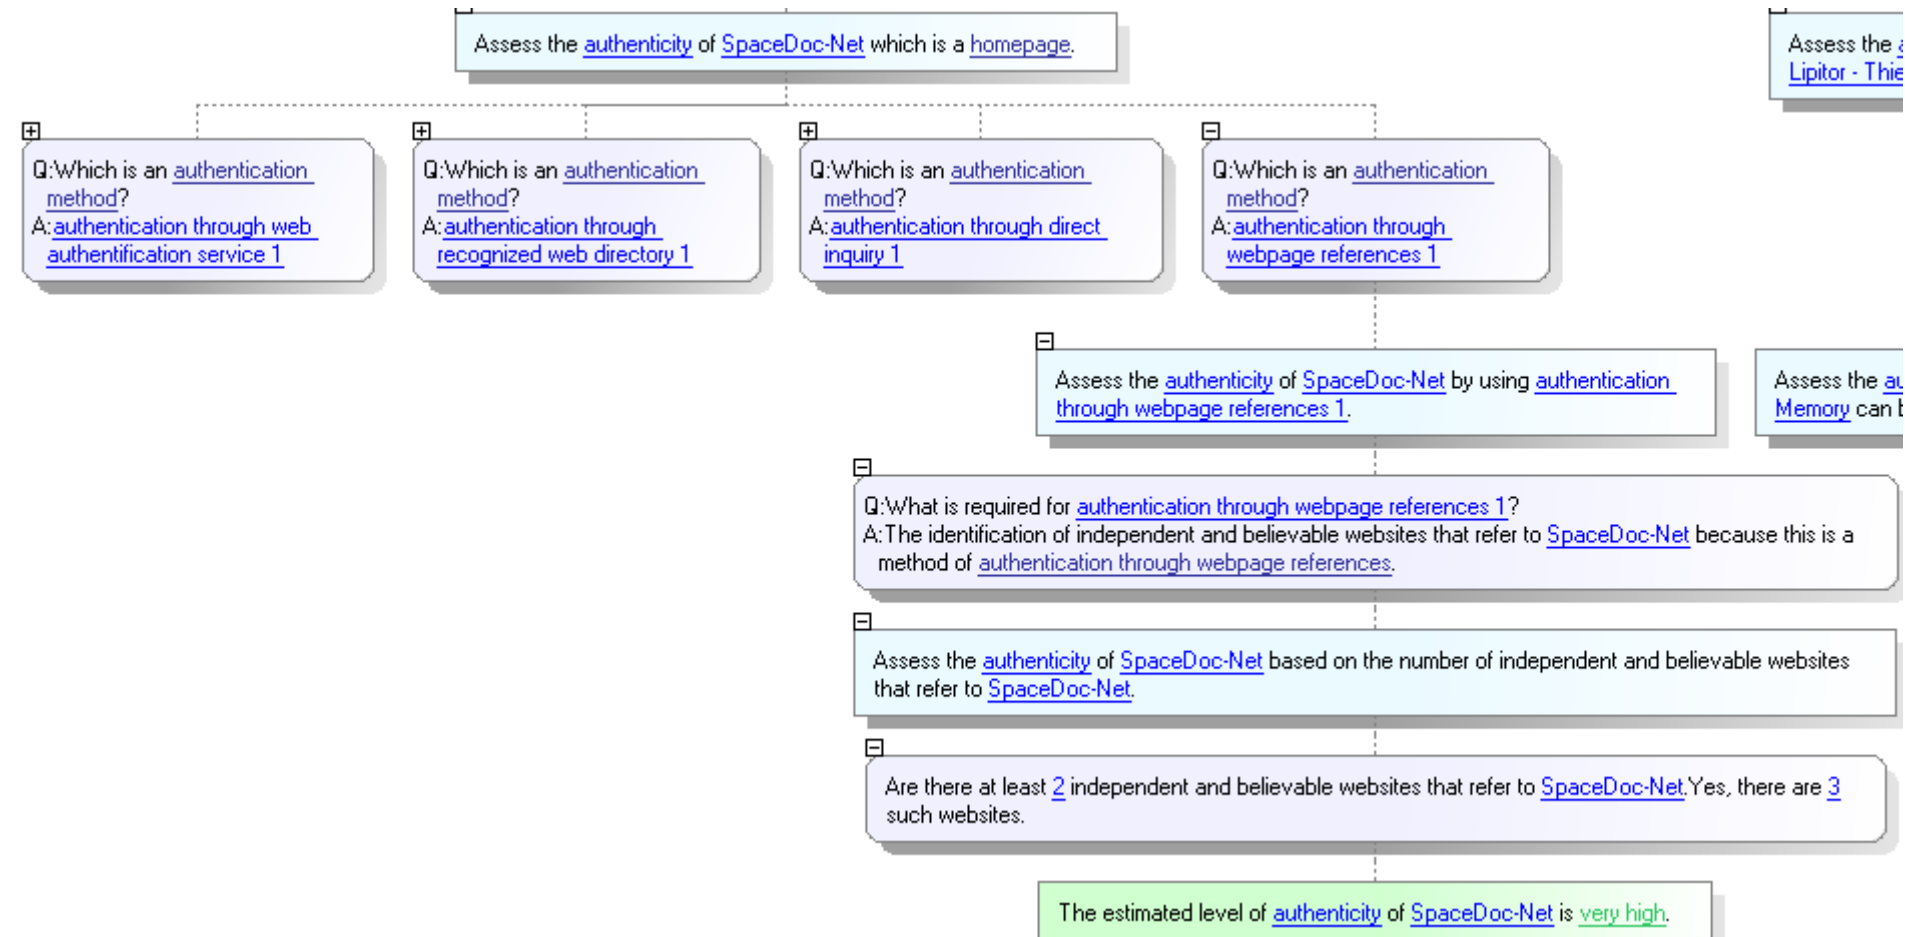 Assess the authenticity of SpaceDoc-Net which is a homepage.
Assess the
Lipitor - Thie
Q:Which is an authentication
method?
A:authentication through web
authentification service 1
Q:Which is an authentication
method?
A:authentication through
recognized web directory 1
Q:Which is an authentication
method?
A:authentication through direct
inquiry 1
Q:Which is an authentication
method?
A:authentication through
webpage references 1
Assess the authenticity of SpaceDoc-Net by using authentication
through webpage references 1.
Assess the au
Memory can
Q:What is required for authentication through webpage references 1?
A:The identification of independent and believable websites that refer to SpaceDoc-Net because this is a
method of authentication through webpage references.
Assess the authenticity of SpaceDoc-Net based on the number of independent and believable websites
that refer to SpaceDoc-Net.
Are there at least 2 independent and believable websites that refer to SpaceDoc-Net.Yes, there are 3
such websites.
The estimated level of authenticity of SpaceDoc-Net is very high.